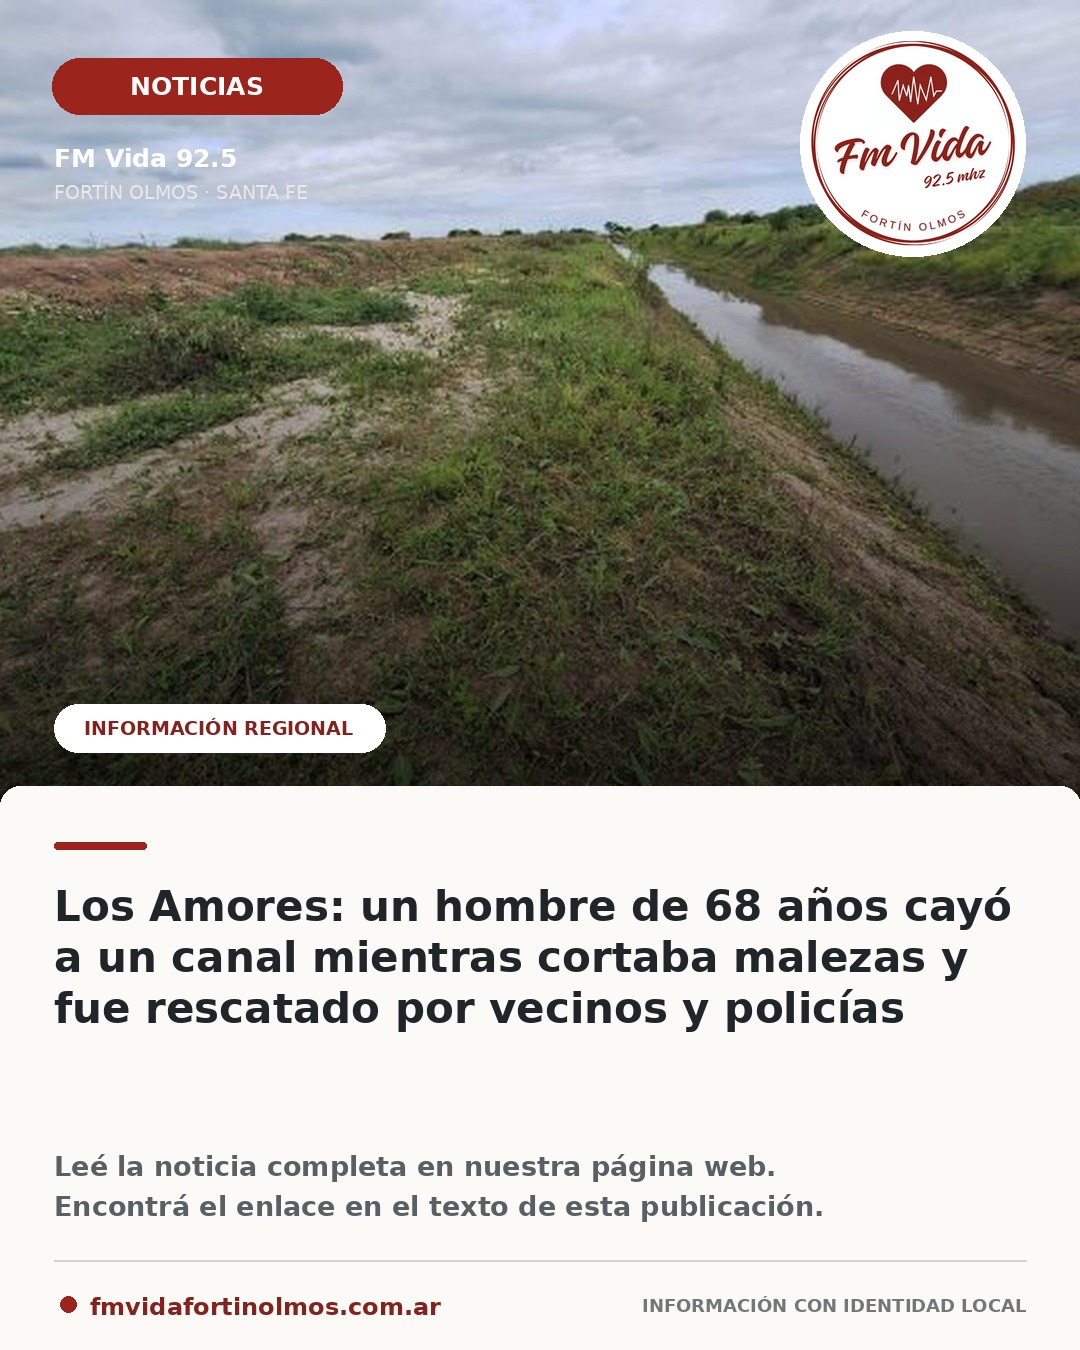 NOTICIAS
FM Vida 92.5
FORTÍN OLMOS · SANTA FE
Fm Vida
92.5 mhz
FORTÍN OLMOS
INFORMACIÓN REGIONAL
Los Amores: un hombre de 68 años cayó
a un canal mientras cortaba malezas y
fue rescatado por vecinos y policías
Leé la noticia completa en nuestra página web.
Encontrá el enlace en el texto de esta publicación.
fmvidafortinolmos.com.ar
INFORMACIÓN CON IDENTIDAD LOCAL